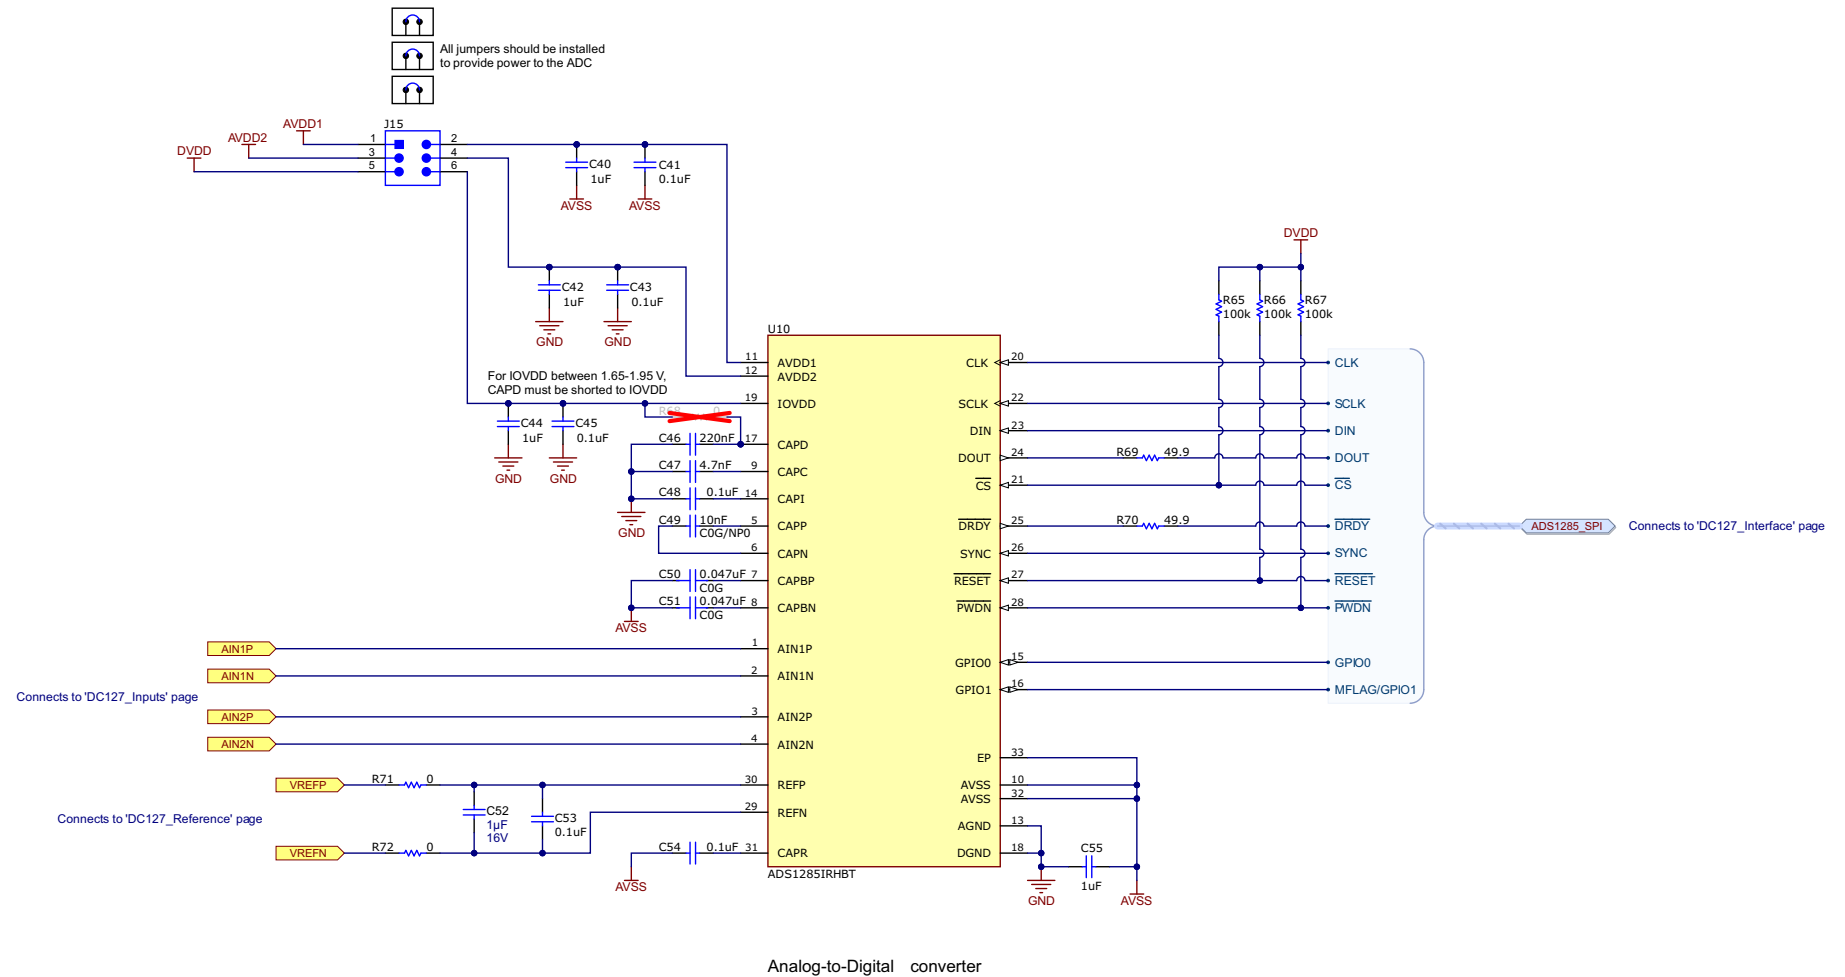 All jumpers should be installed
to provide power to the ADC
J15
AVDD1
AVDD2
DVDD
1 2
3 4
5 6
C40
1uF
AVSS
C41
0.1uF
AVSS
C42
1uF
GND
C43
0.1uF
GND
For IOVDD between 1.65-1.95 V,
CAPD must be shorted to IOVDD
C44
1uF
GND
C45
0.1uF
GND
0
C46 220nF
C47 4.7nF
C48 0.1uF
GND
C49 10nF
C0G/NP0
C50 0.047uF
C0G
C51 0.047uF
C0G
AVSS
AIN1P
AIN1N
Connects to 'DC127_Inputs' page
AIN2P
AIN2N
VREFP
R71 0
Connects to 'DC127_Reference' page
C52
1µF
16V
C53
0.1uF
VREFN
R72 0
C54 0.1uF
AVSS
U10
11 AVDD1
12 AVDD2
19 IOVDD
17 CAPD
9 CAPC
14 CAPI
5 CAPP
6 CAPN
7 CAPBP
8 CAPBN
1 AIN1P
2 AIN1N
3 AIN2P
4 AIN2N
30 REFP
29 REFN
31 CAPR
ADS1285IRHBT
CLK 20
SCLK 22
DIN 23
DOUT 24
CS 21
DRDY 25
SYNC 26
RESET 27
PWDN 28
GPIO0 15
GPIO1 16
EP 33
AVSS 10
AVSS 32
AGND 13
DGND 18
GND
C55
1uF
AVSS
DVDD
R65
100k
R66
100k
R67
100k
R69 49.9
R70 49.9
CLK
SCLK
DIN
DOUT
CS
DRDY
SYNC
RESET
PWDN
GPIO0
MFLAG/GPIO1
ADS1285_SPI
Connects to 'DC127_Interface' page
Analog-to-Digital converter